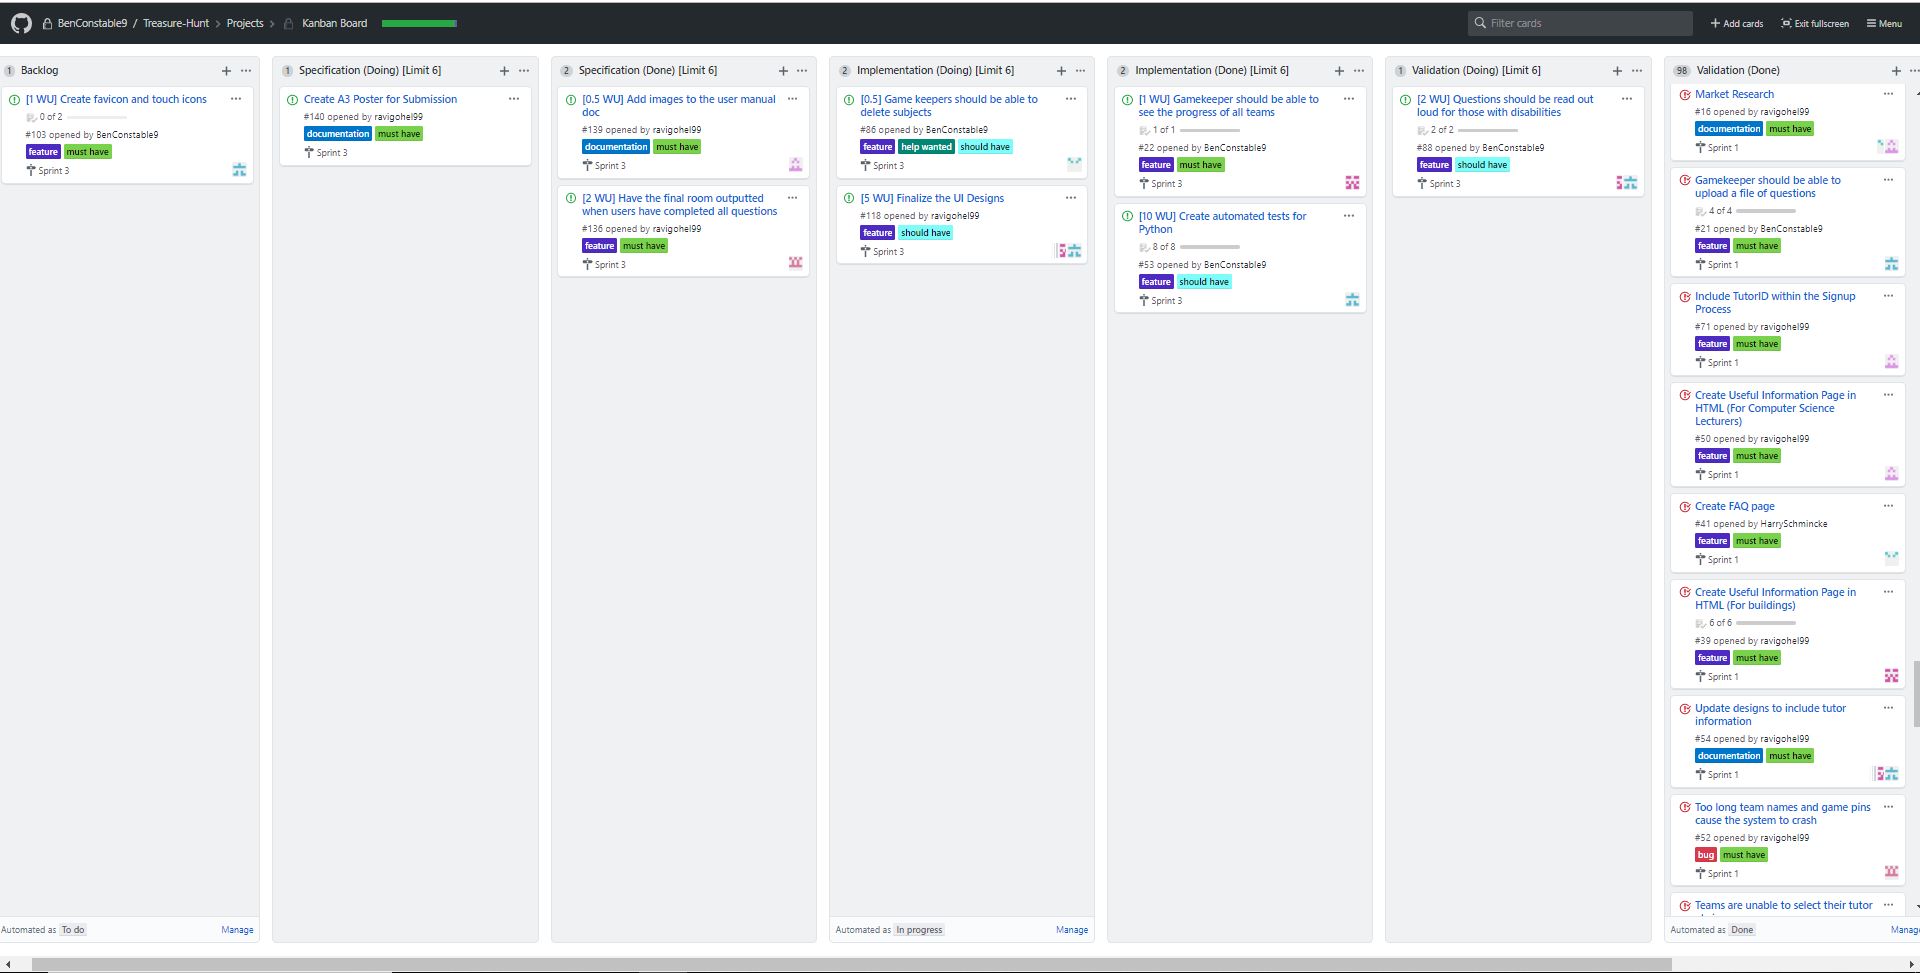 BenConstable9 / Treasure-Hunt > Projects > Kanban Board
Filter cards
+ Add cards
Exit fullscreen
Menu
1 Backlog
[1 WU] Create favicon and touch icons
0 of 2
#103 opened by BenConstable9
feature must have
Sprint 3
Automated as To do
Manage
1 Specification (Doing) [Limit 6]
Create A3 Poster for Submission
#140 opened by ravigohel99
documentation must have
Sprint 3
2 Specification (Done) [Limit 6]
[0.5 WU] Add images to the user manual
doc
#139 opened by ravigohel99
documentation must have
Sprint 3
[2 WU] Have the final room outputted
when users have completed all questions
#136 opened by ravigohel99
feature must have
Sprint 3
2 Implementation (Doing) [Limit 6]
[0.5] Game keepers should be able to
delete subjects
#86 opened by BenConstable9
feature help wanted should have
Sprint 3
[5 WU] Finalize the UI Designs
#118 opened by ravigohel99
feature should have
Sprint 3
Automated as In progress
Manage
2 Implementation (Done) [Limit 6]
[1 WU] Gamekeeper should be able to
see the progress of all teams
1 of 1
#22 opened by BenConstable9
feature must have
Sprint 3
[10 WU] Create automated tests for
Python
8 of 8
#53 opened by BenConstable9
feature should have
Sprint 3
1 Validation (Doing) [Limit 6]
[2 WU] Questions should be read out
loud for those with disabilities
2 of 2
#88 opened by BenConstable9
feature should have
Sprint 3
98 Validation (Done)
Market Research
#16 opened by ravigohel99
documentation must have
Sprint 1
Gamekeeper should be able to
upload a file of questions
4 of 4
#21 opened by BenConstable9
feature must have
Sprint 1
Include TutorID within the Signup
Process
#71 opened by ravigohel99
feature must have
Sprint 1
Create Useful Information Page in
HTML (For Computer Science
Lecturers)
#50 opened by ravigohel99
feature must have
Sprint 1
Create FAQ page
#41 opened by HarrySchmincke
feature must have
Sprint 1
Create Useful Information Page in
HTML (For buildings)
6 of 6
#39 opened by ravigohel99
feature must have
Sprint 1
Update designs to include tutor
information
#54 opened by ravigohel99
documentation must have
Sprint 1
Too long team names and game pins
cause the system to crash
#52 opened by ravigohel99
bug must have
Sprint 1
Teams are unable to select their tutor
Automated as Done
Manage